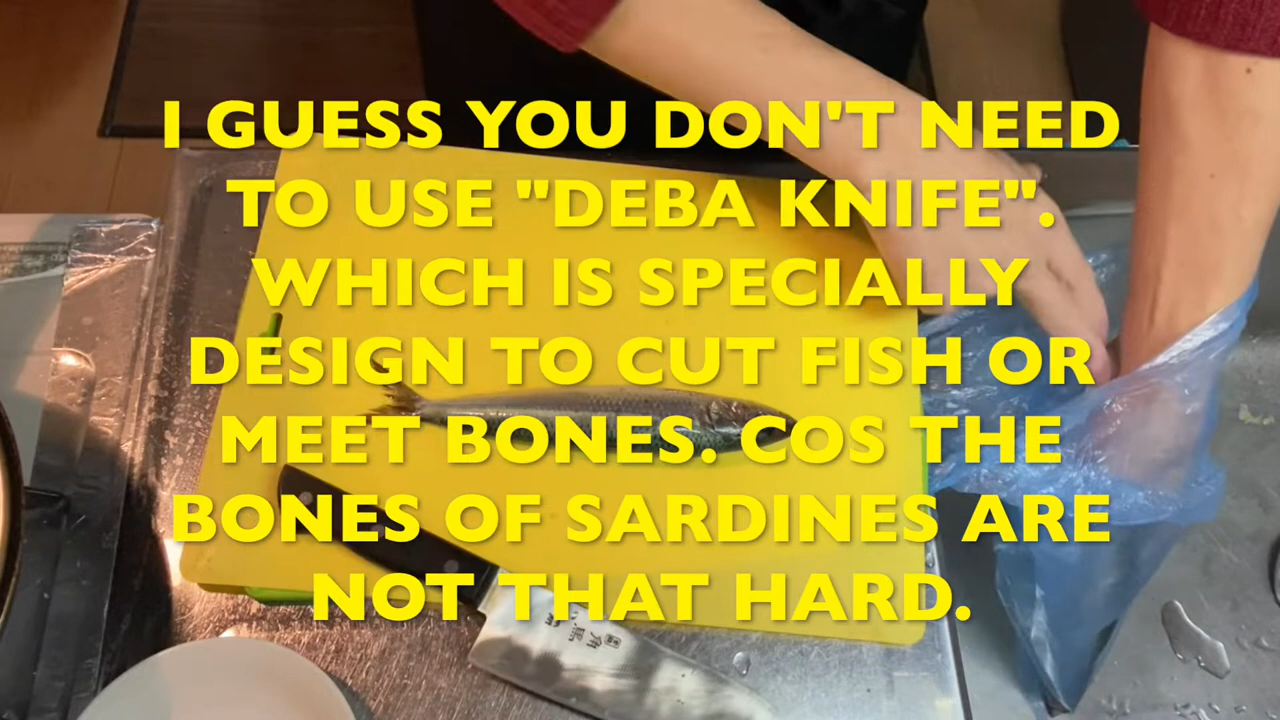 I GUESS YOU DON'T NEED
TO USE "DEBA KNIFE".
WHICH IS SPECIALLY
DESIGN TO CUT FISH OR
MEET BONES. COS THE
BONES OF SARDINES ARE
NOT THAT HARD.